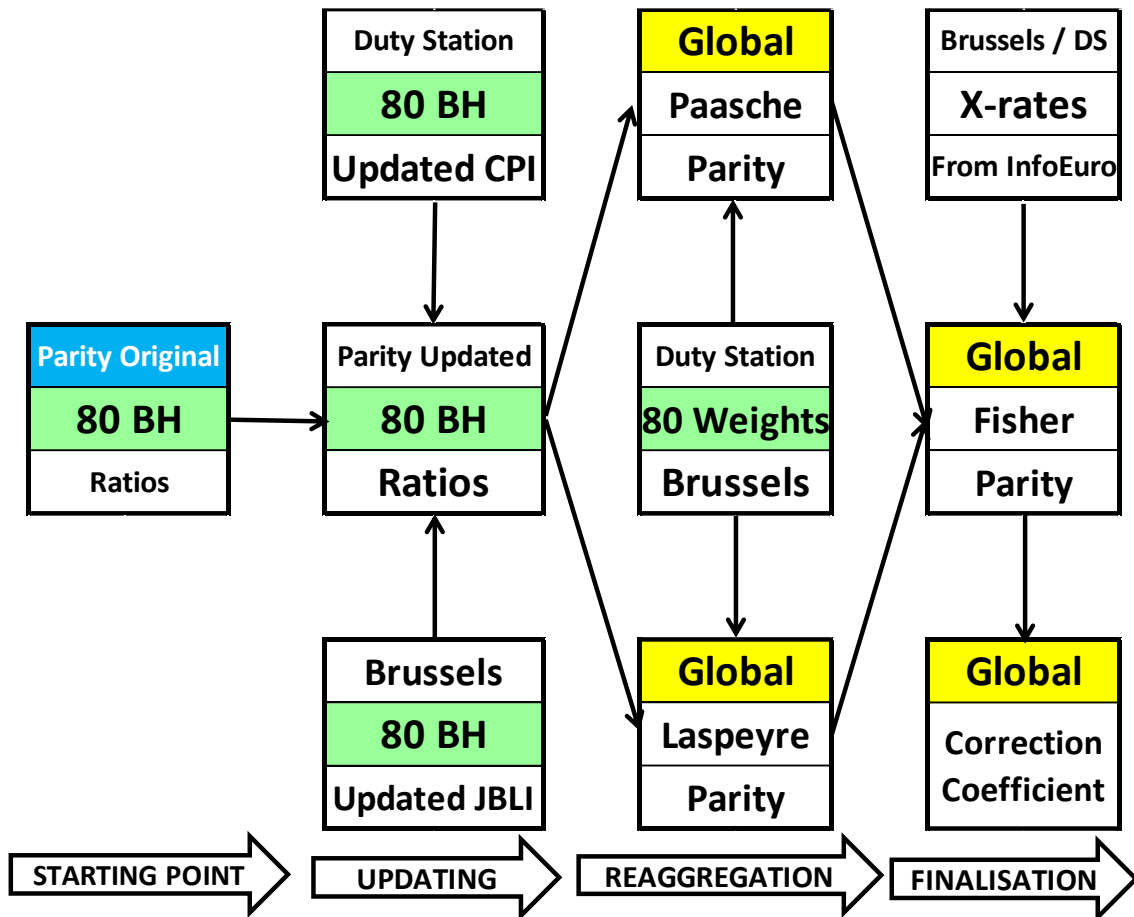 Duty Station
80 BH
Updated CPI
Global
Paasche
Parity
Brussels / DS
X-rates
From InfoEuro
Parity Original
80 BH
Ratios
Parity Updated
80 BH
Ratios
Duty Station
80 Weights
Brussels
Global
Fisher
Parity
Brussels
80 BH
Updated JBLI
Global
Laspeyre
Parity
Global
Correction
Coefficient
STARTING POINT
UPDATING
REAGGREGATION
FINALISATION